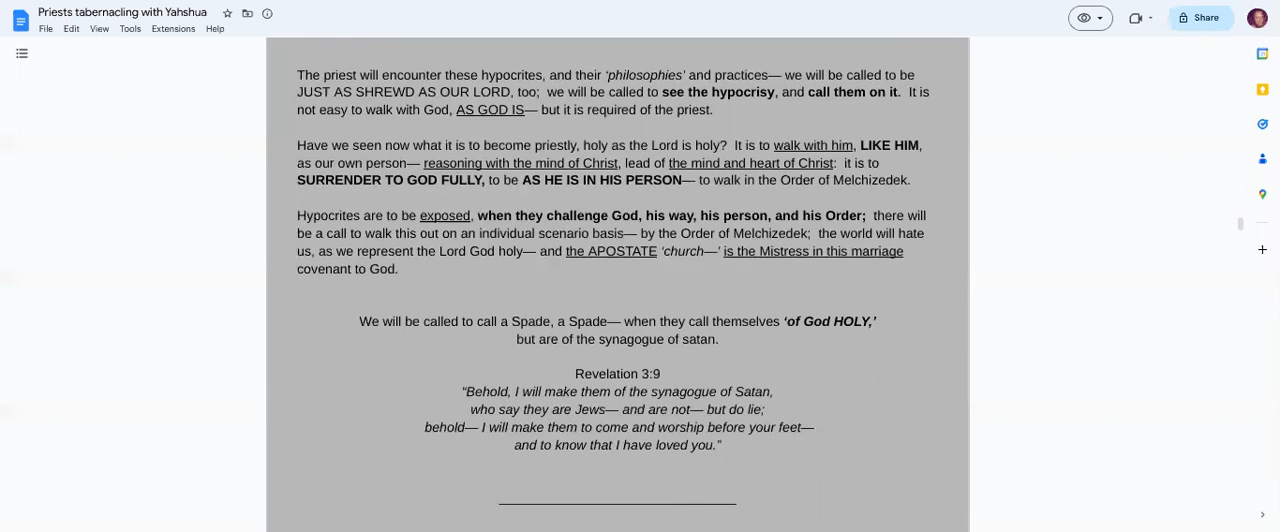 Priests tabernacling with Yahshua
File Edit View Tools Extensions Help
Share
The priest will encounter these hypocrites, and their ‘philosophies’ and practices— we will be called to be
JUST AS SHREWD AS OUR LORD, too;  we will be called to see the hypocrisy, and call them on it.  It is
not easy to walk with God, AS GOD IS— but it is required of the priest.
Have we seen now what it is to become priestly, holy as the Lord is holy?  It is to walk with him, LIKE HIM,
as our own person— reasoning with the mind of Christ, lead of the mind and heart of Christ:  it is to
SURRENDER TO GOD FULLY, to be AS HE IS IN HIS PERSON— to walk in the Order of Melchizedek.
Hypocrites are to be exposed, when they challenge God, his way, his person, and his Order;  there will
be a call to walk this out on an individual scenario basis— by the Order of Melchizedek;  the world will hate
us, as we represent the Lord God holy— and the APOSTATE ‘church—’ is the Mistress in this marriage
covenant to God.
We will be called to call a Spade, a Spade— when they call themselves ‘of God HOLY,’
but are of the synagogue of satan.
Revelation 3:9
“Behold, I will make them of the synagogue of Satan,
who say they are Jews— and are not— but do lie;
behold— I will make them to come and worship before your feet—
and to know that I have loved you.”